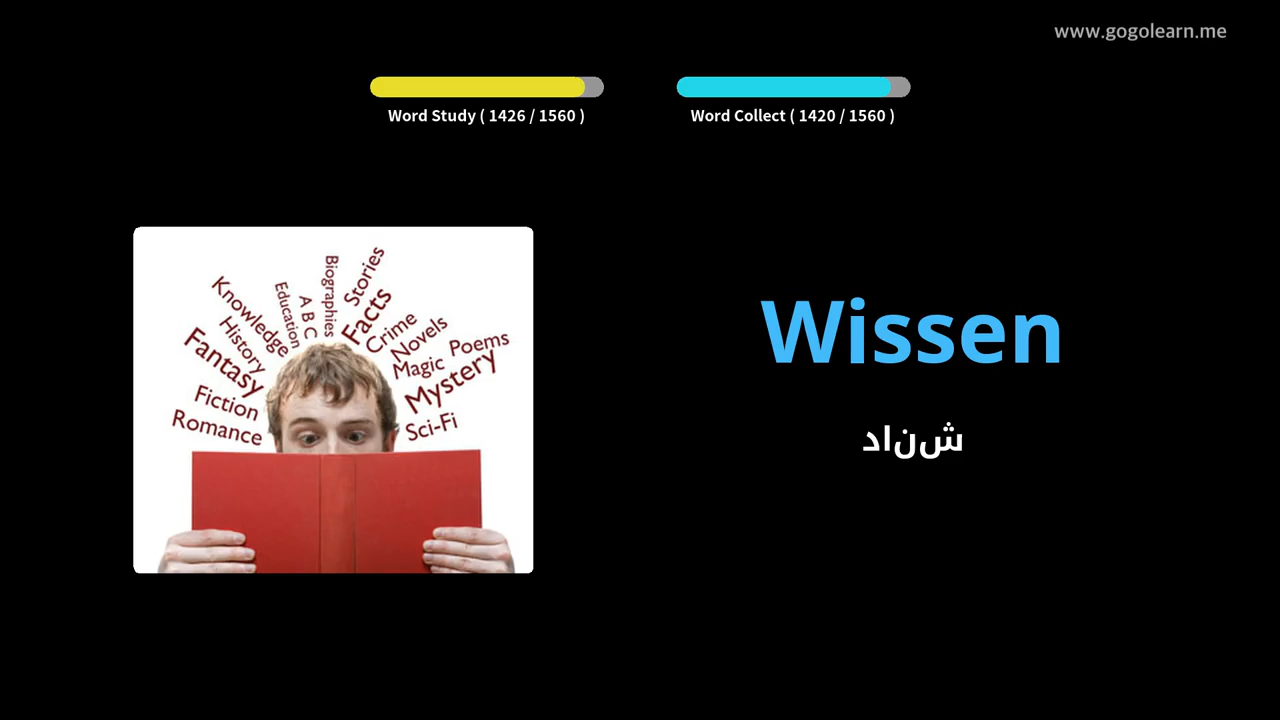 www.gogolearn.me
Word Study ( 1426 / 1560 )
Word Collect ( 1420 / 1560 )
Biographies
Stories
Education
A B C
Facts
Knowledge
Crime
History
Novels
Poems
Fantasy
Magic
Mystery
Fiction
Romance
Sci-Fi
Wissen
ش‌ن‌اد